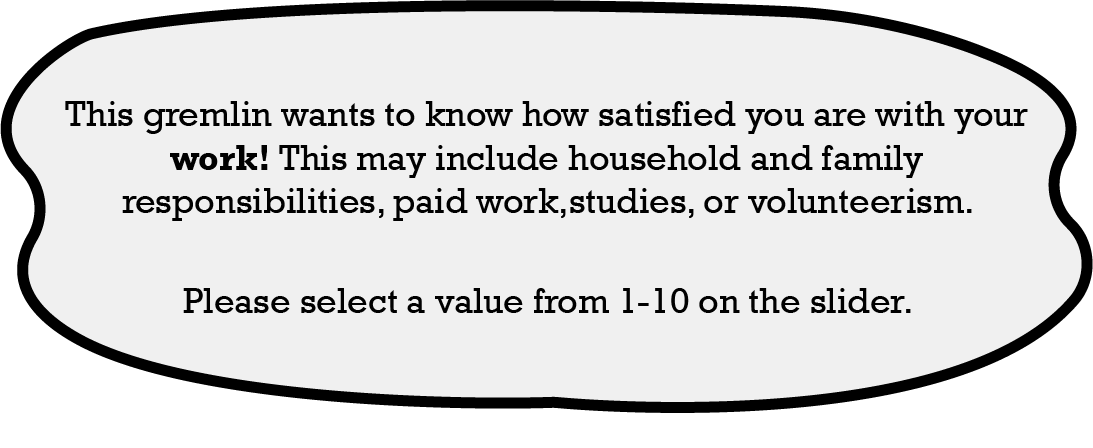 This gremlin wants to know how satisfied you are with your
work! This may include household and family
responsibilities, paid work,studies, or volunteerism.
Please select a value from 1-10 on the slider.